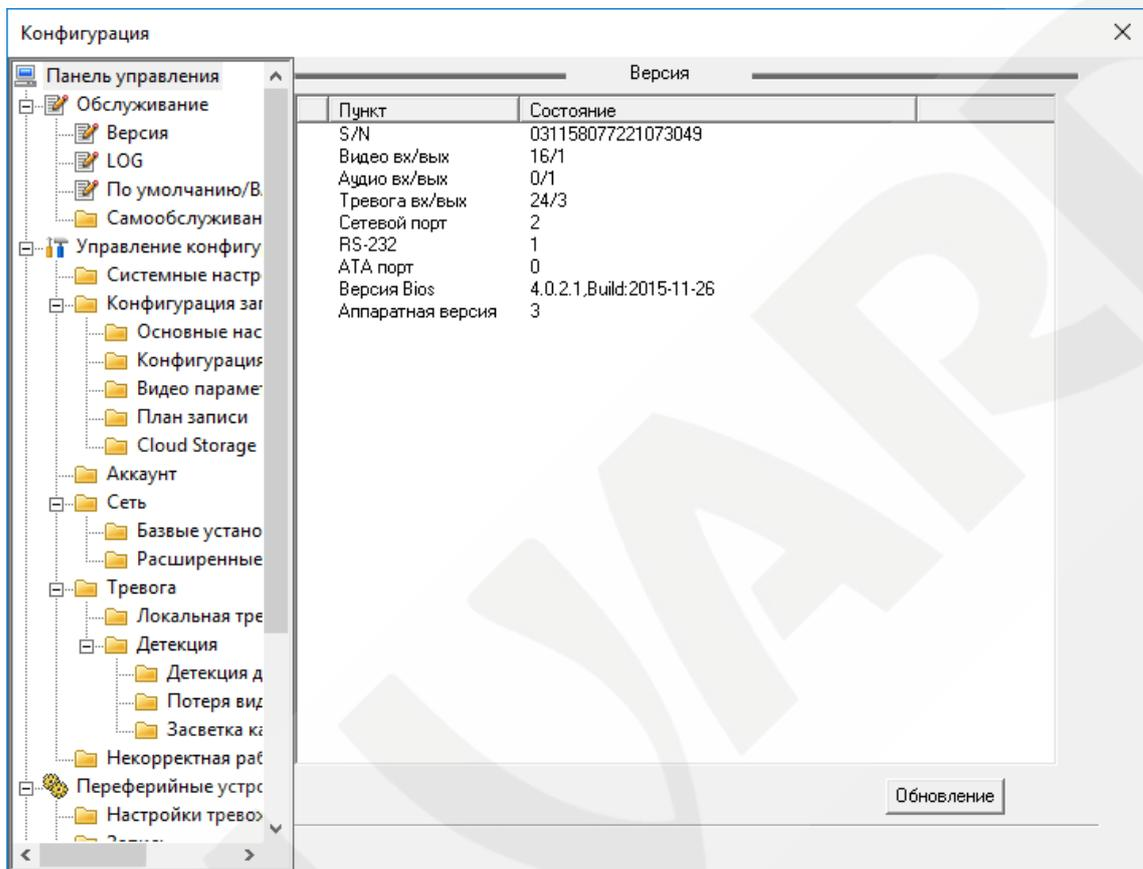 Конфигурация
Панель управления
Обслуживание
Версия
LOG
По умолчанию/В.
Самообслуживан
Управление конфигу
Системные настр
Конфигурация заг
Основные нас
Конфигурация
Видео параме
План записи
Cloud Storage
Аккаунт
Сеть
Базвые устано
Расширенные
Тревога
Локальная тре
Детекция
Детекция д
Потеря вид
Засветка ка
Некорректная раб
Переферийные устро
Настройки тревох
Версия
Пункт Состояние
S/N 031158077221073049
Видео вх/вых 16/1
Аудио вх/вых 0/1
Тревога вх/вых 24/3
Сетевой порт 2
RS-232 1
АТА порт 0
Версия Bios 4.0.2.1,Build:2015-11-26
Аппаратная версия 3
Обновление